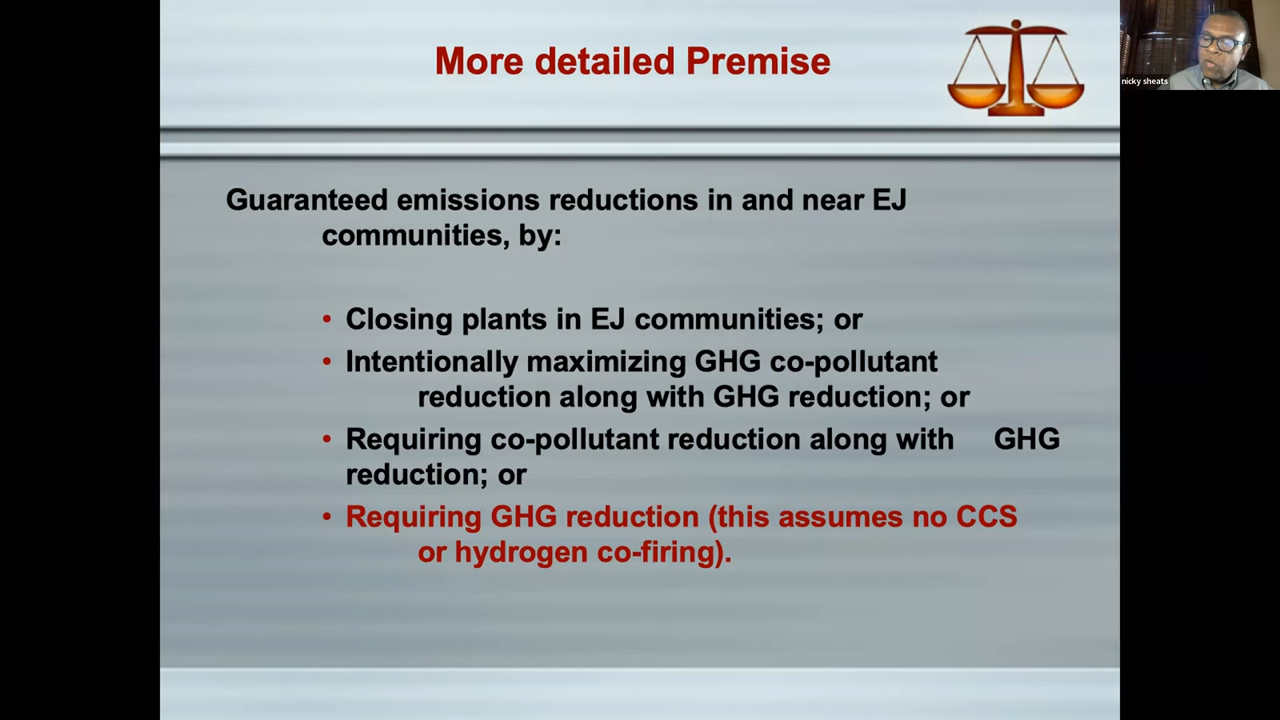 More detailed Premise
nicky sheats
Guaranteed emissions reductions in and near EJ
communities, by:
• Closing plants in EJ communities; or
• Intentionally maximizing GHG co-pollutant
reduction along with GHG reduction; or
• Requiring co-pollutant reduction along with GHG
reduction; or
• Requiring GHG reduction (this assumes no CCS
or hydrogen co-firing).